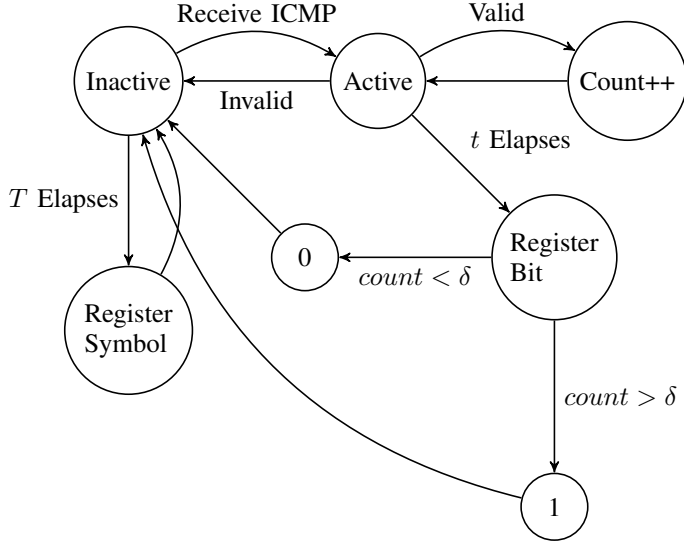 Receive ICMP
Valid
Inactive
Active
Count++
Invalid
t Elapses
T Elapses
0
Register
Bit
count < δ
Register
Symbol
count > δ
1